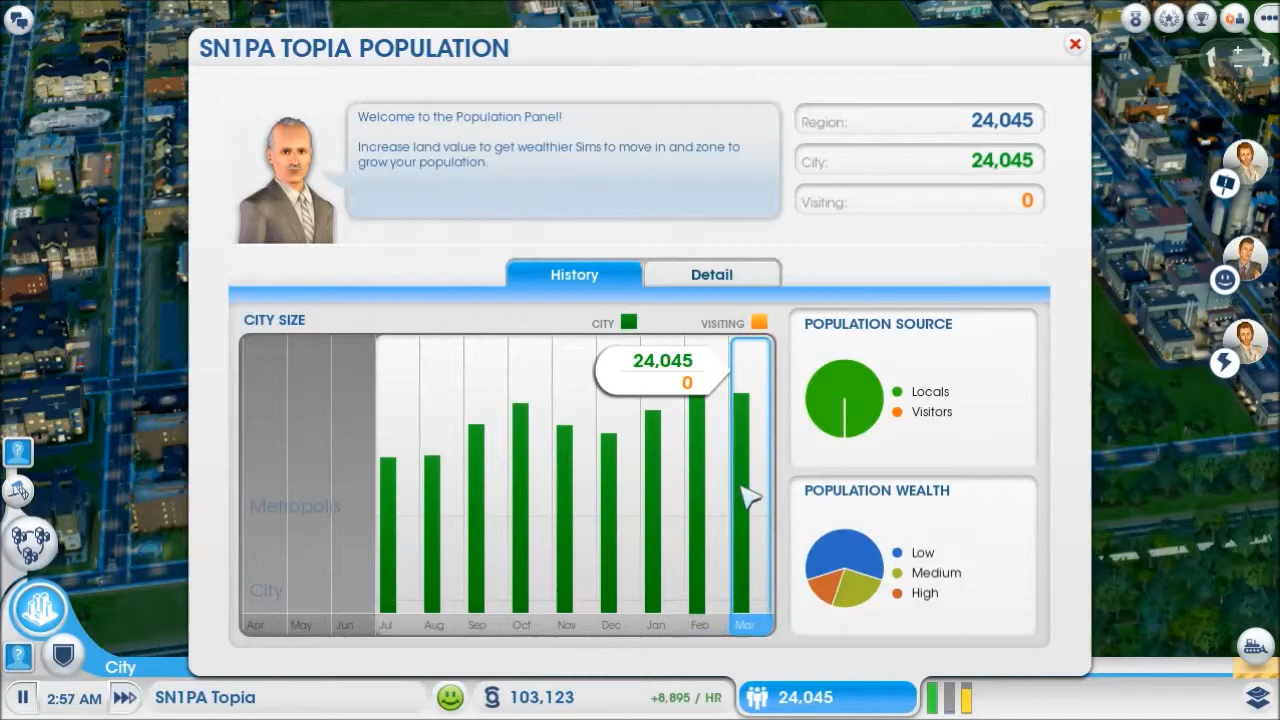 SN1PA TOPIA POPULATION
Welcome to the Population Panel!
Increase land value to get wealthier Sims to move in and zone to
grow your population.
Region: 24,045
City: 24,045
Visiting: 0
History
Detail
CITY SIZE
CITY
VISITING
24,045
0
Metropolis
City
Apr May Jun Jul Aug Sep Oct Nov Dec Jan Feb Mar
POPULATION SOURCE
Locals
Visitors
POPULATION WEALTH
Low
Medium
High
City
2:57 AM
SN1PA Topia
103,123
+8,895 / HR
24,045